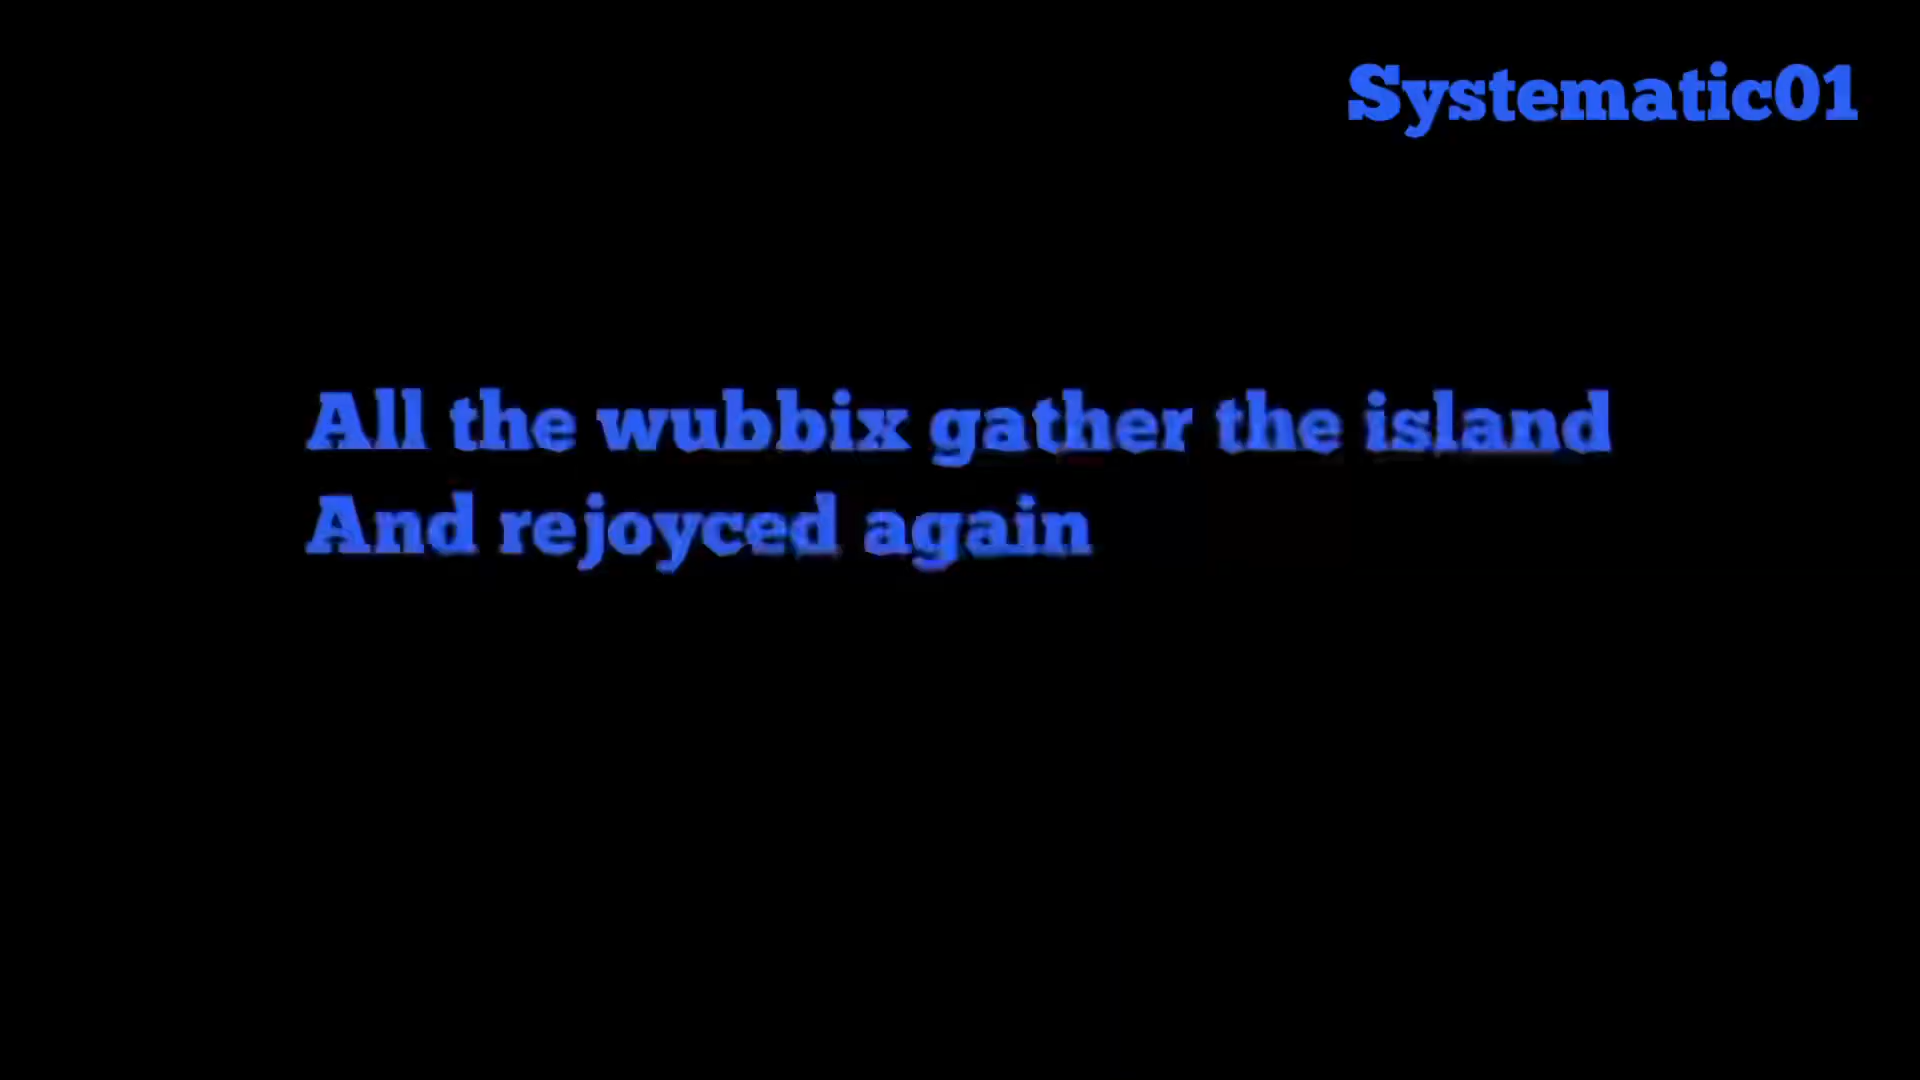 Systematic01
All the wubbix gather the island
And rejoyced again